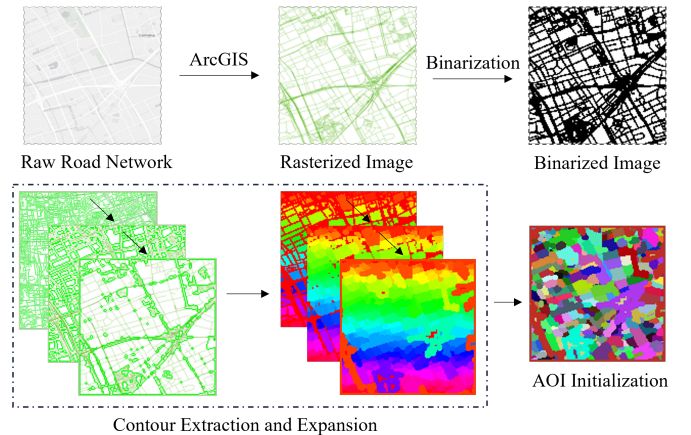 ArcGIS
Binarization
Raw Road Network
Rasterized Image
Binarized Image
AOI Initialization
Contour Extraction and Expansion